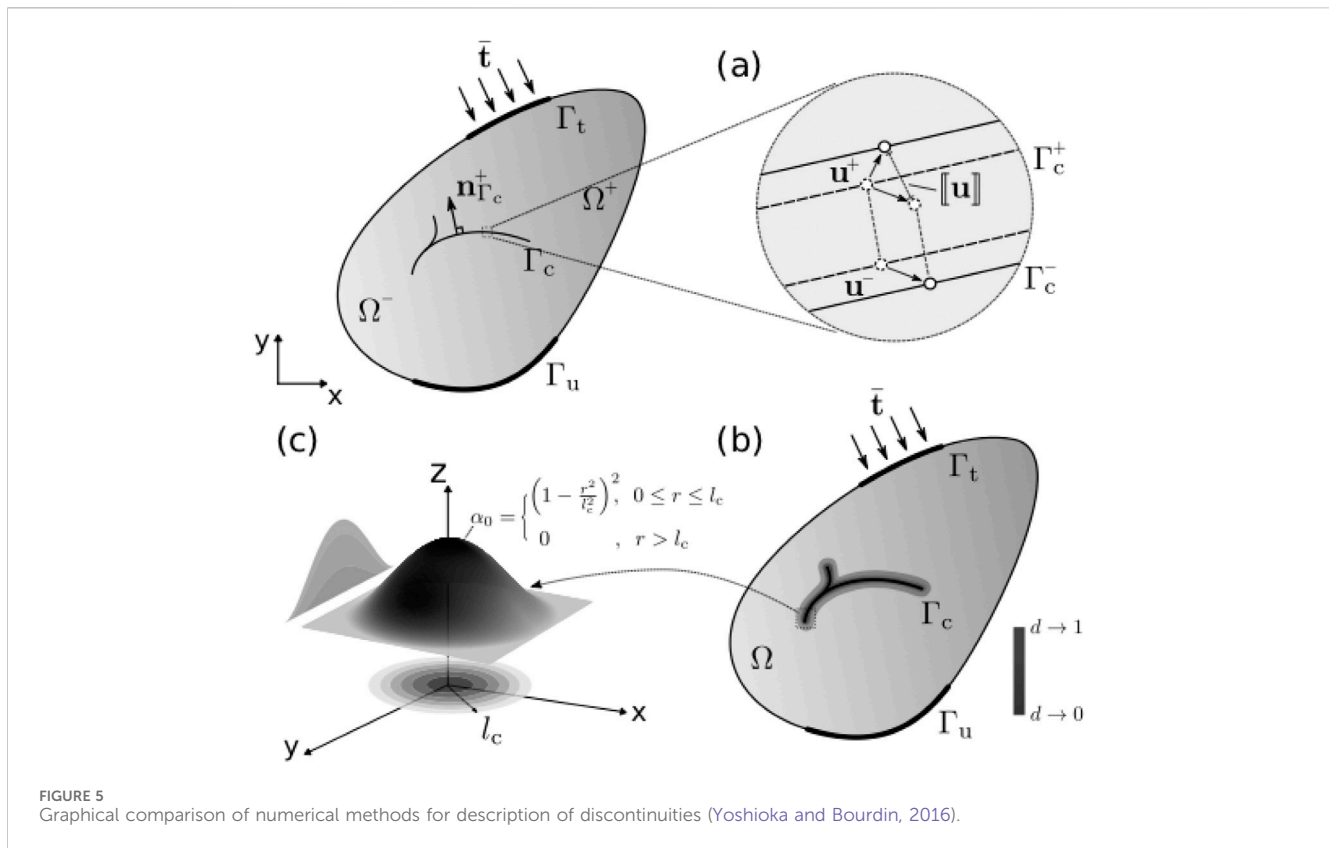 t̄
(a)
Γt
Γc+
u+
n+Γc
Ω+
[[u]]
Γc
Γc-
u-
Ω-
y
x
Γu
t̄
(c)
(b)
Γt
z
α0 = { (1 - r²/lc²)², 0 ≤ r ≤ lc
0 , r > lc
Γc
d → 1
Ω
d → 0
x
Γu
lc
y
FIGURE 5
Graphical comparison of numerical methods for description of discontinuities (Yoshioka and Bourdin, 2016).